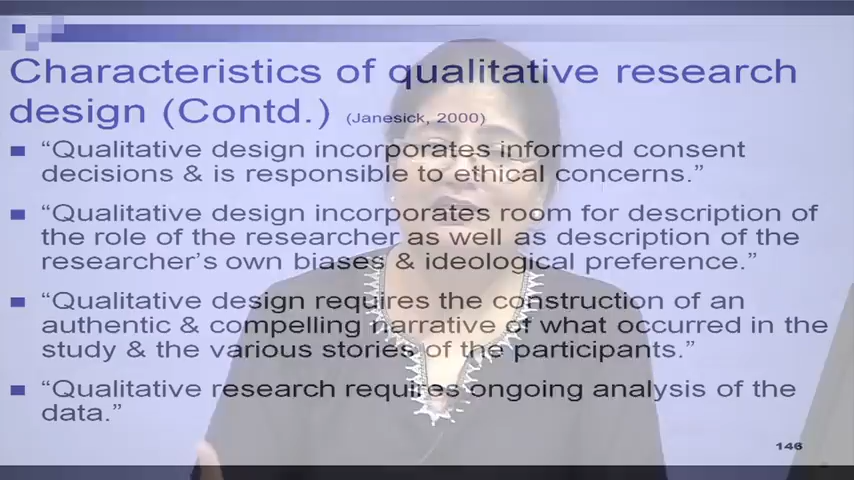 Characteristics of qualitative research
design (Contd.) (Janesick, 2000)
"Qualitative design incorporates informed consent
decisions & is responsible to ethical concerns."
"Qualitative design incorporates room for description of
the role of the researcher as well as description of the
researcher's own biases & ideological preference."
"Qualitative design requires the construction of an
authentic & compelling narrative of what occurred in the
study & the various stories of the participants."
"Qualitative research requires ongoing analysis of the
data."
146